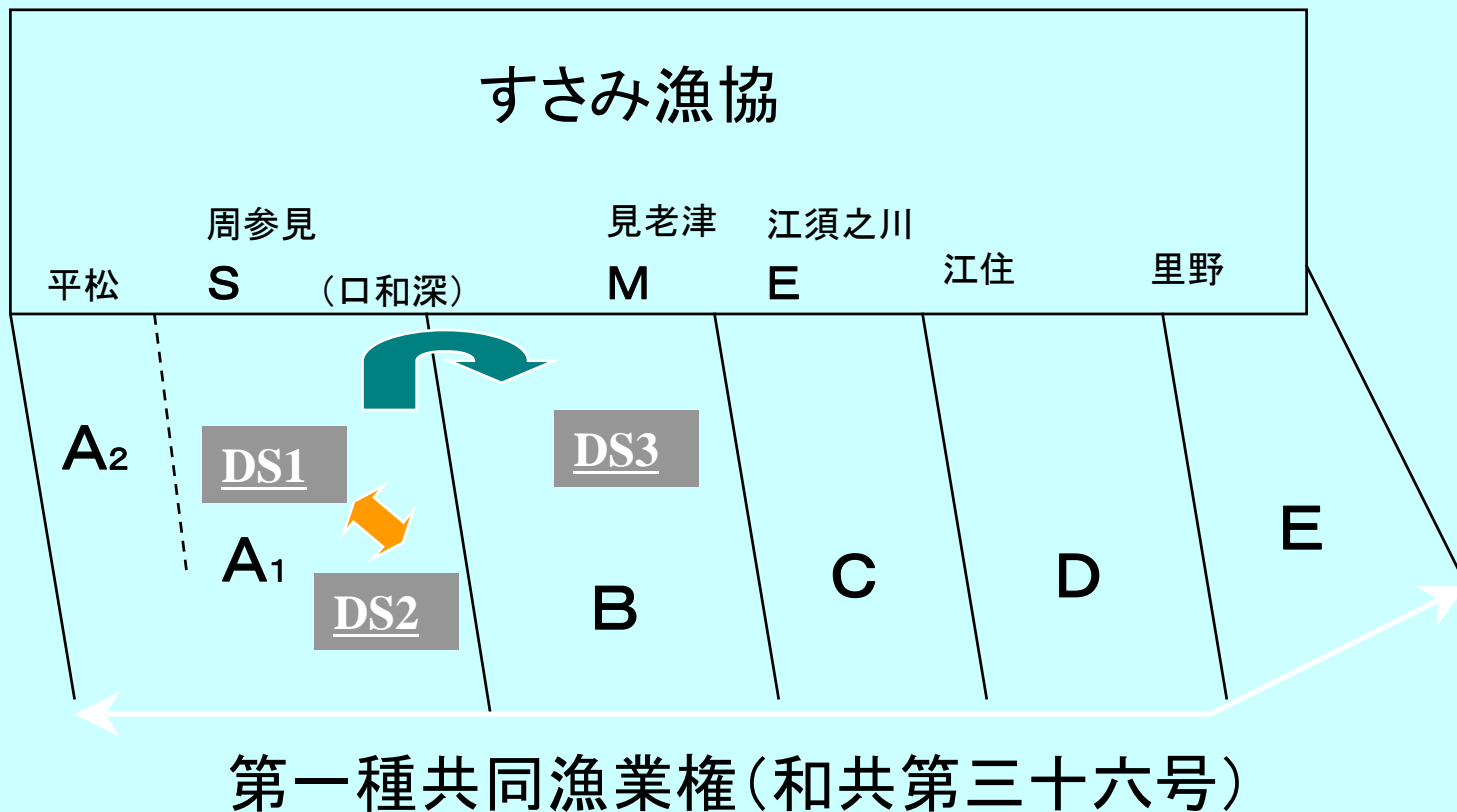 すさみ漁協
周参見
見老津
江須之川
平松
S
(口和深)
M
E
江住
里野
A₂
DS1
DS3
A₁
DS2
B
C
D
E
第一種共同漁業権(和共第三十六号)